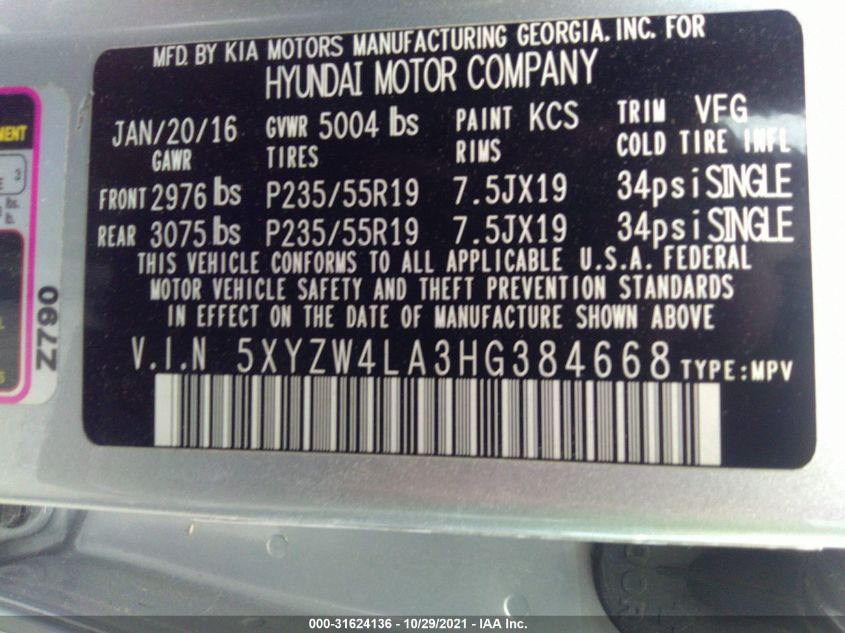 MFD. BY KIA MOTORS MANUFACTURING GEORGIA. INC. FOR
HYUNDAI MOTOR COMPANY
JAN/20/16 GVWR 5004 lbs PAINT KCS TRIM VFG
GAWR TIRES RIMS COLD TIRE INFL
FRONT 2976 lbs P235/55R19 7.5JX19 34psi SINGLE
REAR 3075 lbs P235/55R19 7.5JX19 34psi SINGLE
THIS VEHICLE CONFORMS TO ALL APPLICABLE U.S.A. FEDERAL
MOTOR VEHICLE SAFETY AND THEFT PREVENTION STANDARDS
IN EFFECT ON THE DATE OF MANUFACTURE SHOWN ABOVE
V.I.N 5XYZW4LA3HG384668 TYPE:MPV
3
lbs.
lb.
Z790
000-31624136 - 10/29/2021 - IAA Inc.